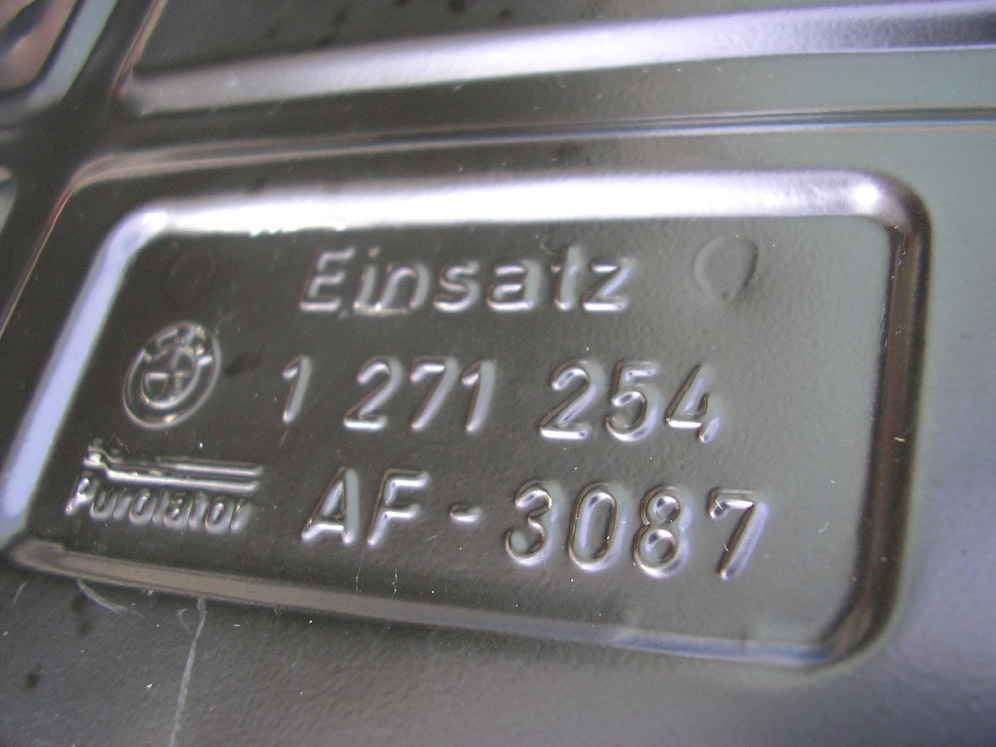 Einsatz
1 271 254
Purolator AF-3087